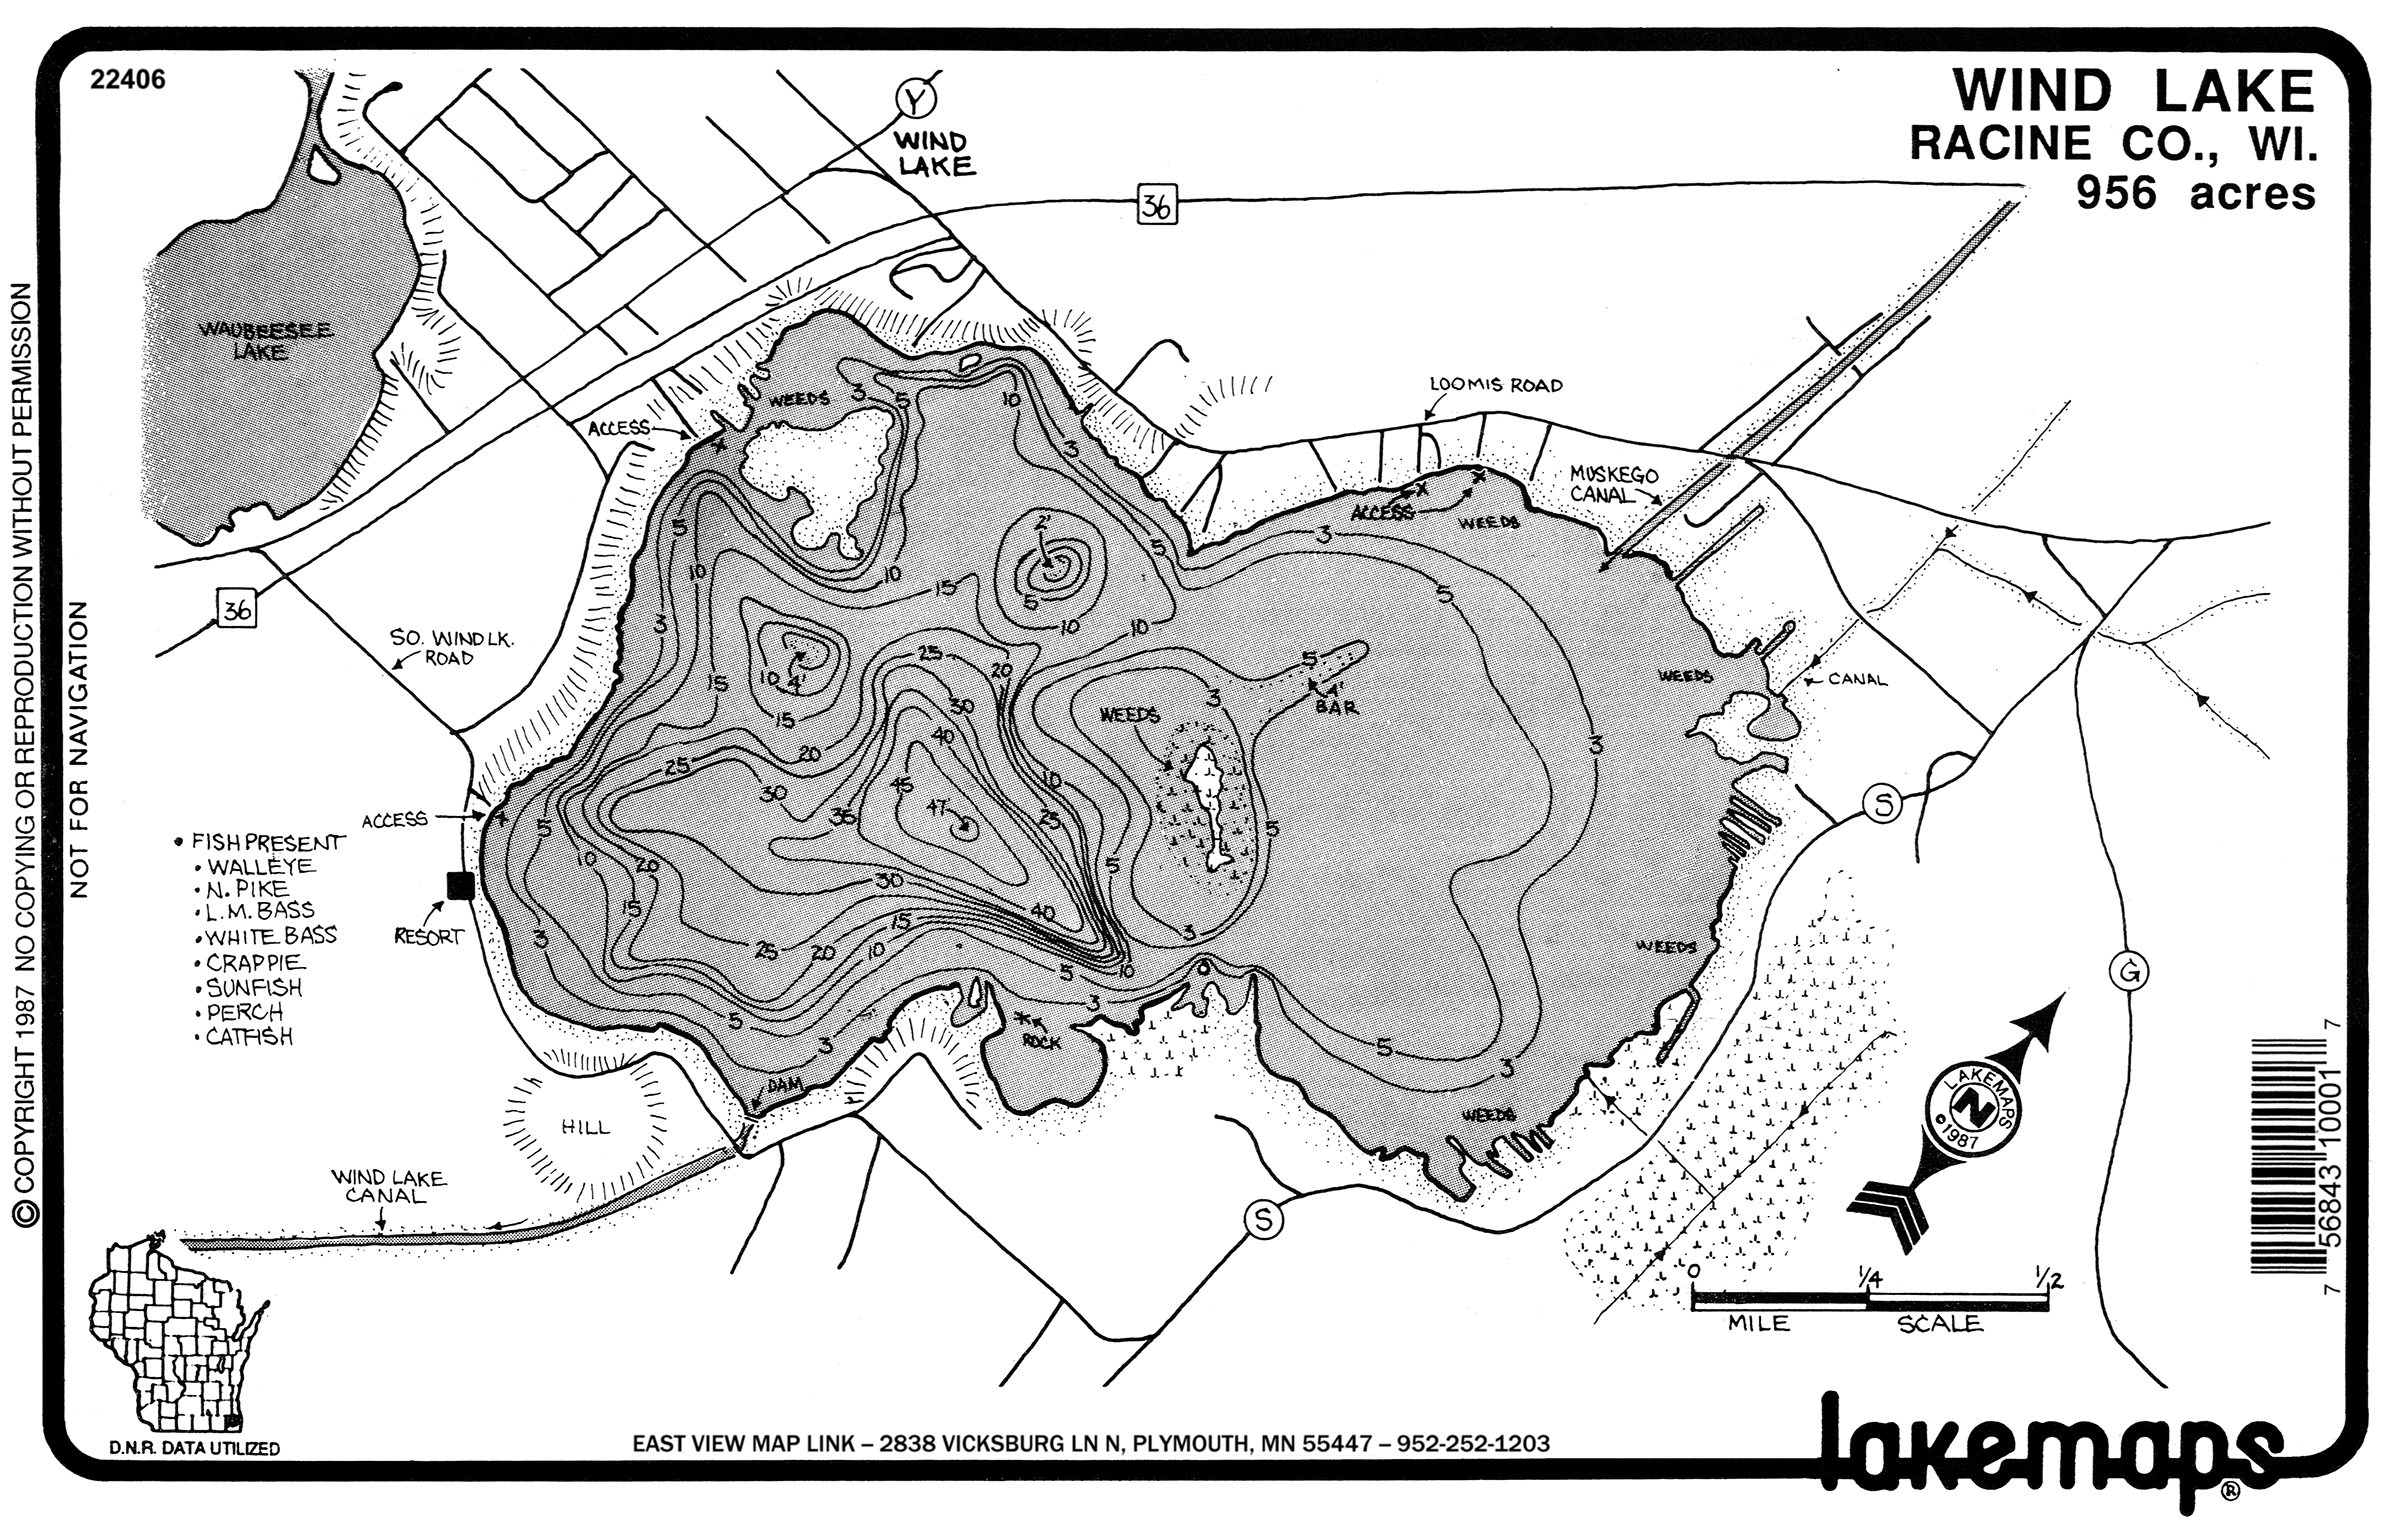 22406
WIND LAKE
RACINE CO., WI.
956 acres
Y
WIND
LAKE
36
WAUBEESEE
LAKE
LOOMIS ROAD
WEEDS
3
5
10
ACCESS
3
MUSKEGO
CANAL
ACCESS
WEEDS
5
2'
3
5
10
10
15
5
5
36
3
10
10
SO. WIND LK.
ROAD
25
20
5
WEEDS
CANAL
15
10
4'
3
4'
BAR
15
30
WEEDS
40
3
20
25
10
45
S
30
47'
35
25
5
ACCESS
5
10
20
5
• FISH PRESENT
• WALLEYE
• N. PIKE
• L.M. BASS
• WHITE BASS
• CRAPPIE
• SUNFISH
• PERCH
• CATFISH
30
15
40
15
RESORT
3
25
20
10
3
WEEDS
10
5
G
3
5
ROCK
3
5
3
DAM
WEEDS
HILL
LAKEMAPS
N
©1987
WIND LAKE
CANAL
S
0
1/4
1/2
MILE
SCALE
D.N.R. DATA UTILIZED
EAST VIEW MAP LINK – 2838 VICKSBURG LN N, PLYMOUTH, MN 55447 – 952-252-1203
lakemaps®
© COPYRIGHT 1987 NO COPYING OR REPRODUCTION WITHOUT PERMISSION
NOT FOR NAVIGATION
7 56843 10001 7